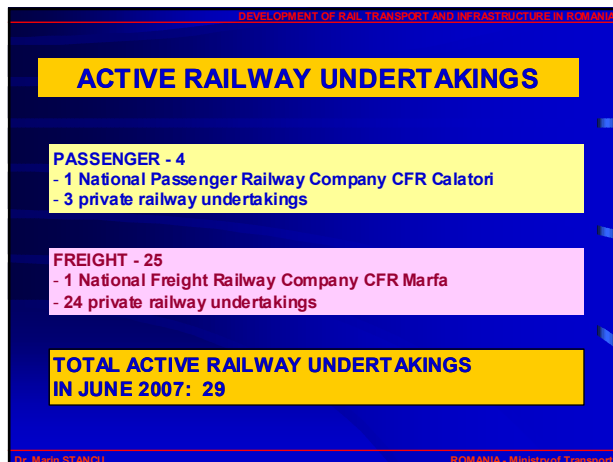 DEVELOPMENT OF RAIL TRANSPORT AND INFRASTRUCTURE IN ROMANIA
ACTIVE RAILWAY UNDERTAKINGS
PASSENGER - 4
- 1 National Passenger Railway Company CFR Calatori
- 3 private railway undertakings
FREIGHT - 25
- 1 National Freight Railway Company CFR Marfa
- 24 private railway undertakings
TOTAL ACTIVE RAILWAY UNDERTAKINGS
IN JUNE 2007: 29
Dr. Marin STANCU ROMANIA - Ministry of Transport